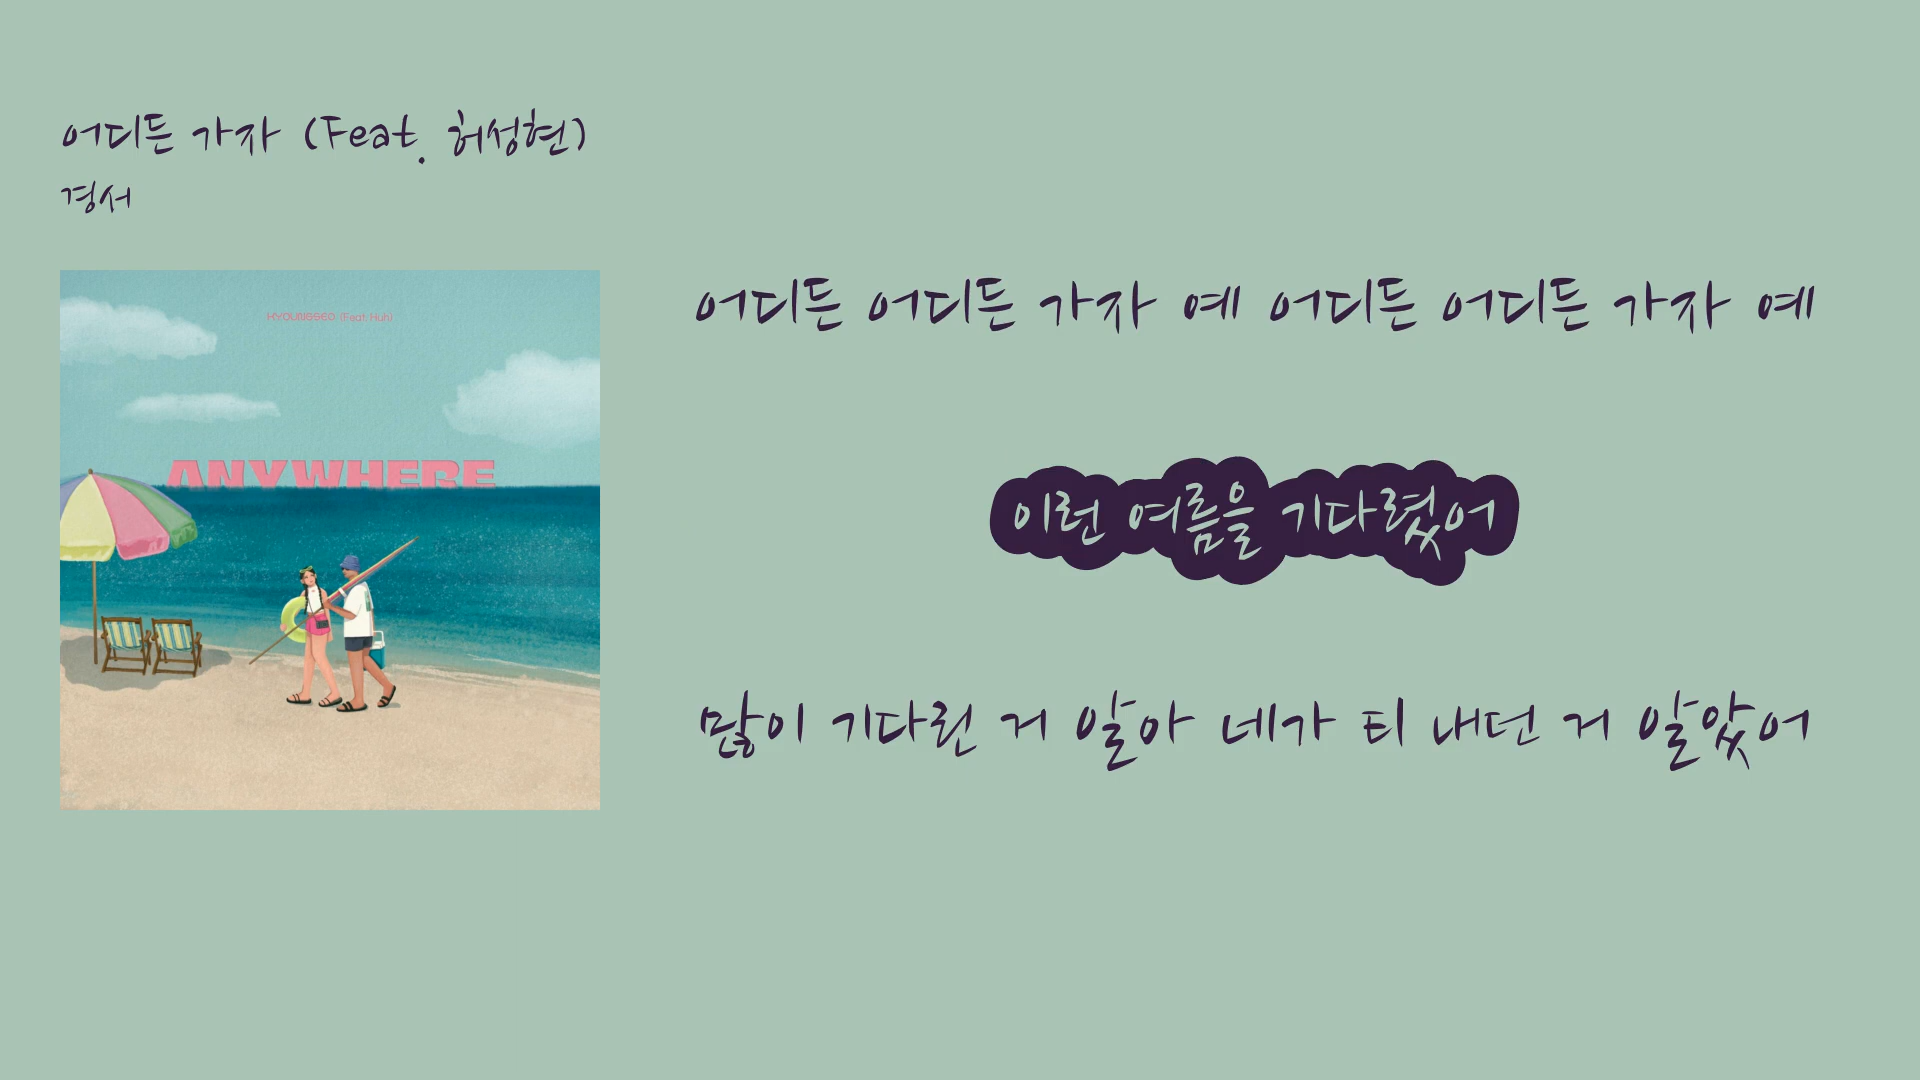 어디든 가자 (Feat. 허성현)
경서
KYOUNGSEO (Feat. Huh)
ANYWHERE
어디든 어디든 가자 예 어디든 어디든 가자 예
이런 여름을 기다렸어
많이 기다린 거 알아 네가 티 내던 거 알았어